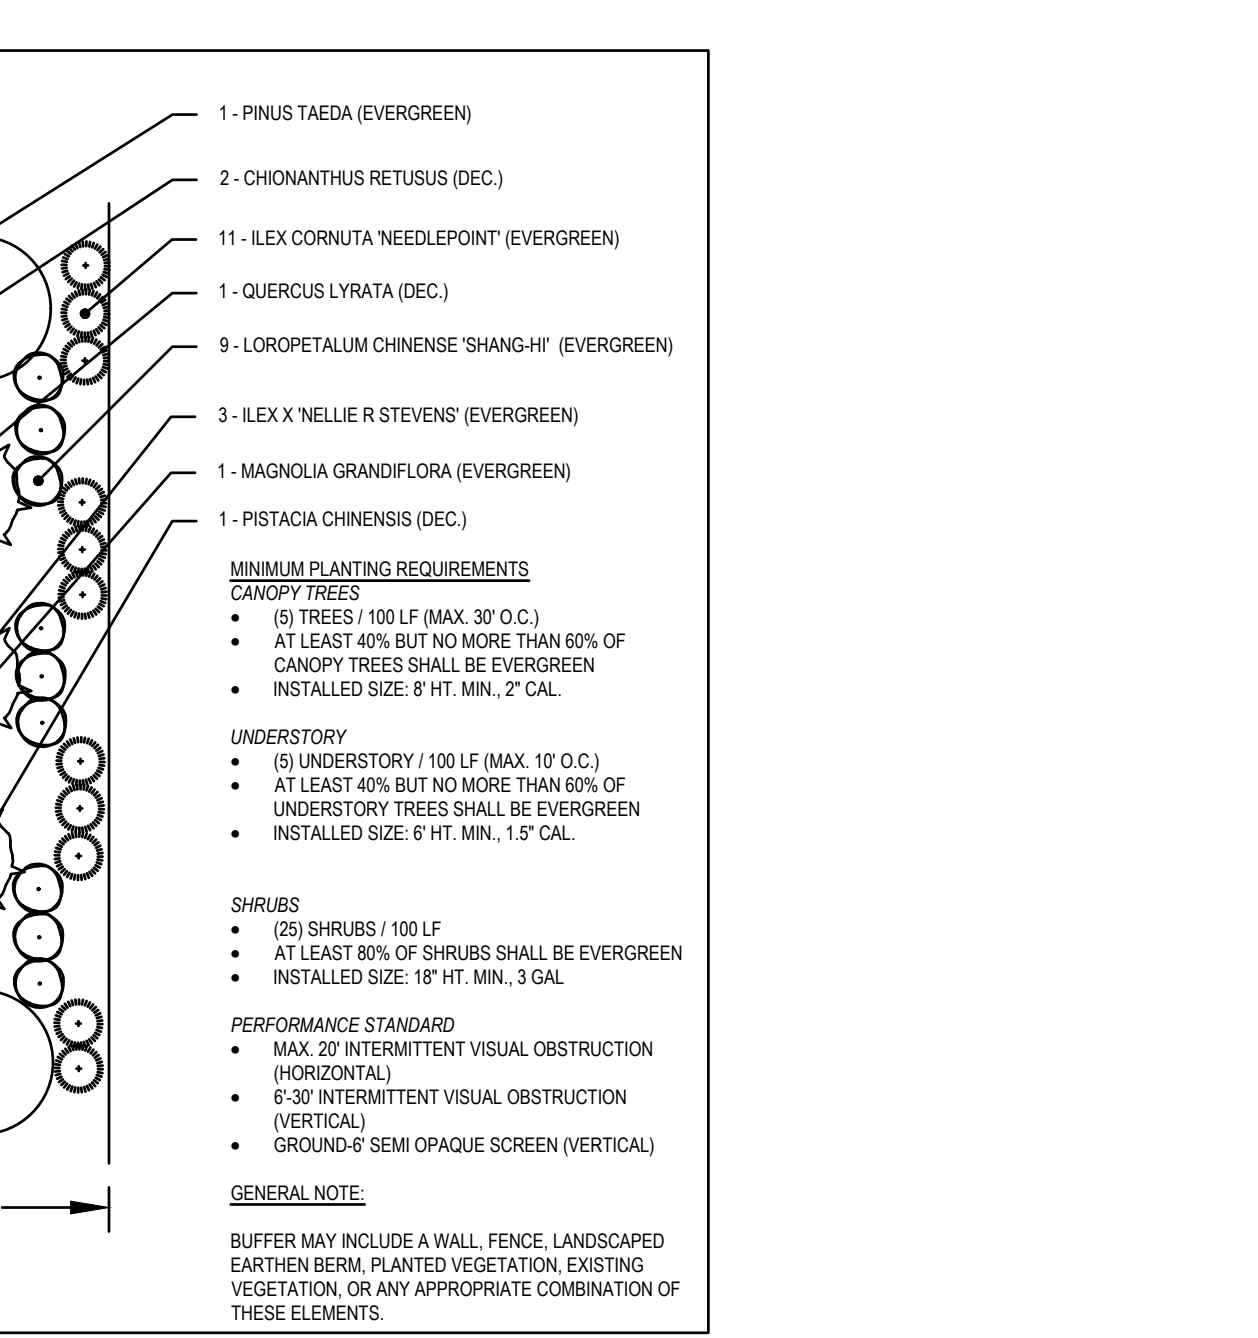 1 - PINUS TAEDA (EVERGREEN)
2 - CHIONANTHUS RETUSUS (DEC.)
11 - ILEX CORNUTA 'NEEDLEPOINT' (EVERGREEN)
1 - QUERCUS LYRATA (DEC.)
9 - LOROPETALUM CHINENSE 'SHANG-HI' (EVERGREEN)
3 - ILEX X 'NELLIE R STEVENS' (EVERGREEN)
1 - MAGNOLIA GRANDIFLORA (EVERGREEN)
1 - PISTACIA CHINENSIS (DEC.)
MINIMUM PLANTING REQUIREMENTS
CANOPY TREES
• (5) TREES / 100 LF (MAX. 30' O.C.)
• AT LEAST 40% BUT NO MORE THAN 60% OF
CANOPY TREES SHALL BE EVERGREEN
• INSTALLED SIZE: 8' HT. MIN., 2" CAL.
UNDERSTORY
• (5) UNDERSTORY / 100 LF (MAX. 10' O.C.)
• AT LEAST 40% BUT NO MORE THAN 60% OF
UNDERSTORY TREES SHALL BE EVERGREEN
• INSTALLED SIZE: 6' HT. MIN., 1.5" CAL.
SHRUBS
• (25) SHRUBS / 100 LF
• AT LEAST 80% OF SHRUBS SHALL BE EVERGREEN
• INSTALLED SIZE: 18" HT. MIN., 3 GAL
PERFORMANCE STANDARD
• MAX. 20' INTERMITTENT VISUAL OBSTRUCTION
(HORIZONTAL)
• 6'-30' INTERMITTENT VISUAL OBSTRUCTION
(VERTICAL)
• GROUND-6' SEMI OPAQUE SCREEN (VERTICAL)
GENERAL NOTE:
BUFFER MAY INCLUDE A WALL, FENCE, LANDSCAPED
EARTHEN BERM, PLANTED VEGETATION, EXISTING
VEGETATION, OR ANY APPROPRIATE COMBINATION OF
THESE ELEMENTS.